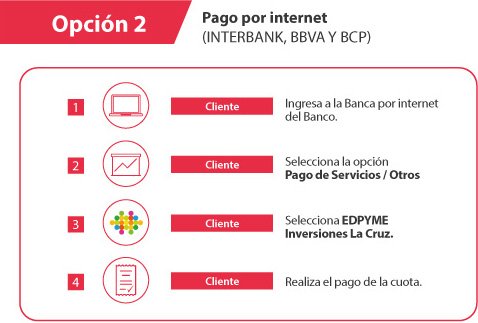 Opción 2
Pago por internet
(INTERBANK, BBVA Y BCP)
1
Cliente
Ingresa a la Banca por internet
del Banco.
2
Cliente
Selecciona la opción
Pago de Servicios / Otros
3
Cliente
Selecciona EDPYME
Inversiones La Cruz.
4
Cliente
Realiza el pago de la cuota.